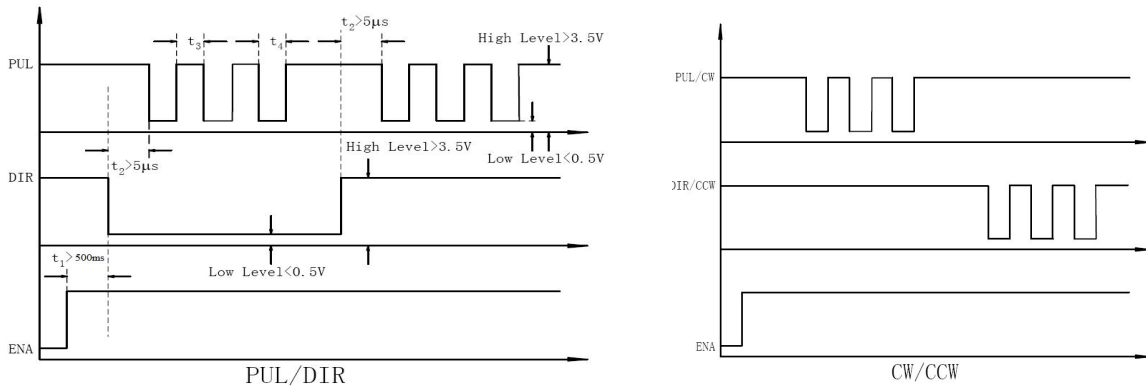 t2>5μs
High Level>3.5V
t3
t4
PUL
Low Level<0.5V
t2>5μs
High Level>3.5V
DIR
t1>500ms
Low Level<0.5V
ENA
PUL/DIR
PUL/CW
DIR/CCW
ENA
CW/CCW